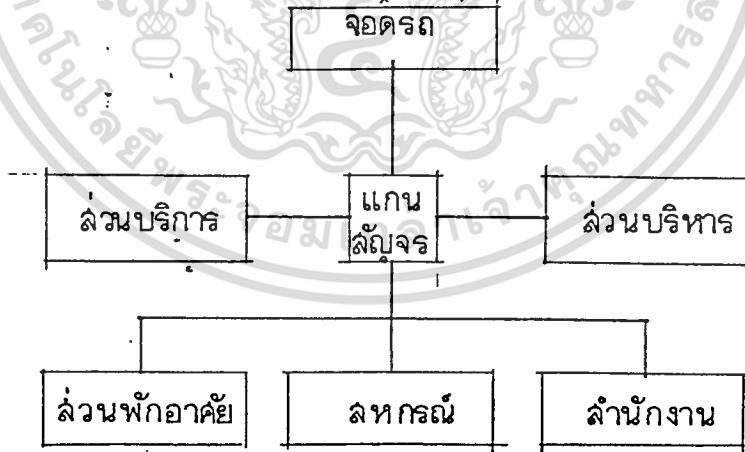 จอดรถ
ส่วนบริการ
แกน
สัญจร
ส่วนบริหาร
ส่วนพักอาศัย
สหกรณ์
สำนักงาน